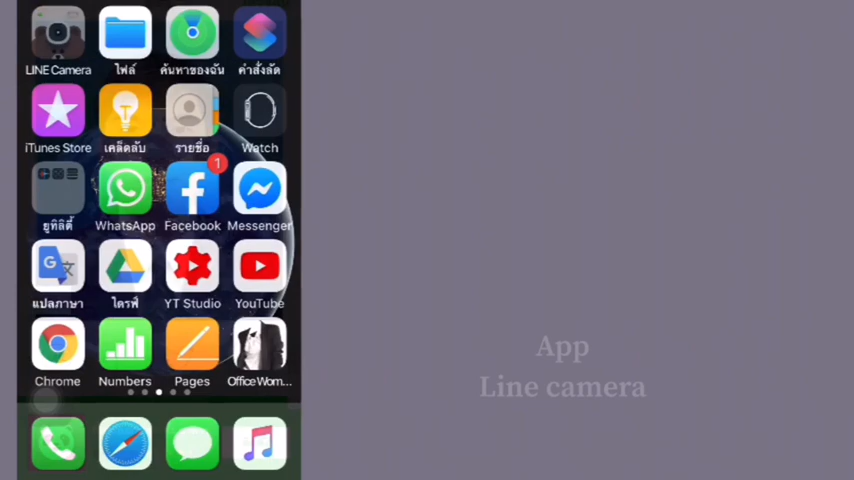 LINE Camera
ไฟล์
ค้นหาของฉัน
คำสั่งลัด
iTunes Store
เคล็ดลับ
รายชื่อ
Watch
1
ยูทิลิตี้
WhatsApp
Facebook
Messenger
G
แปลภาษา
ไดรฟ์
YT Studio
YouTube
Chrome
Numbers
Pages
Office Wom...
App
Line camera